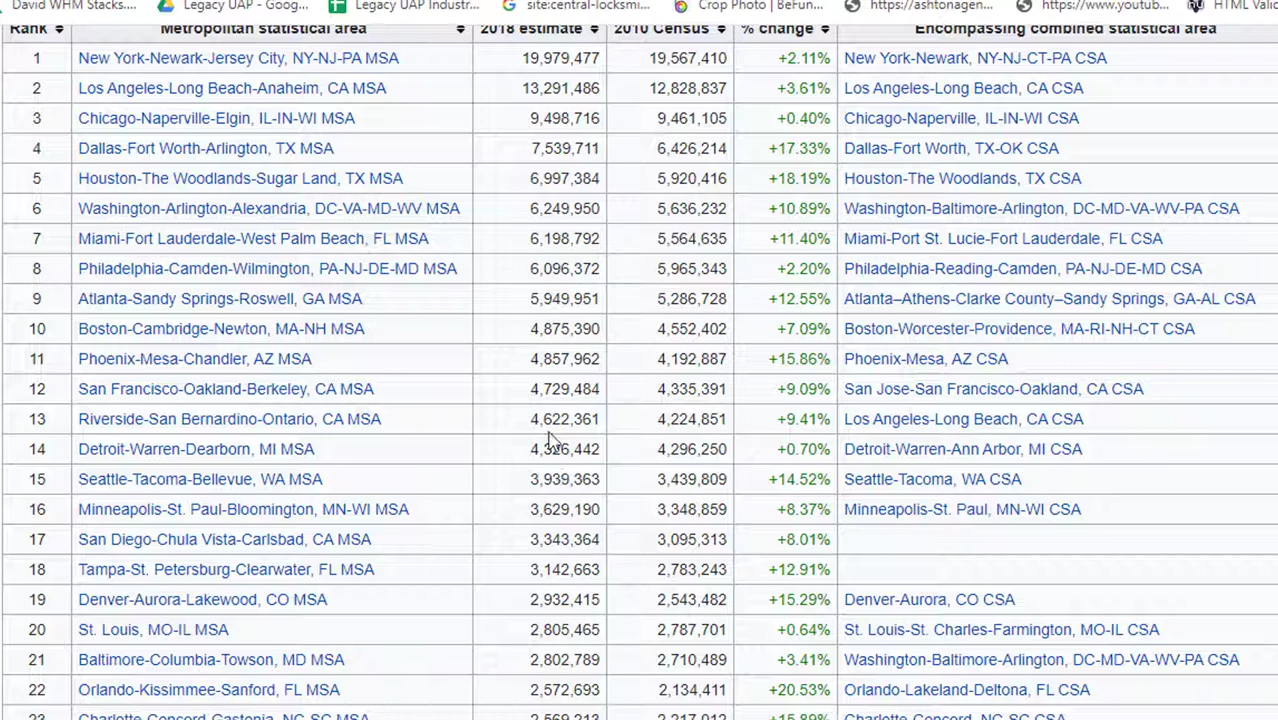 David WHM Stacks.... Legacy UAP - Goog... Legacy UAP Industr... site:central-locksmi... Crop Photo | BeFun... https://ashtonagen... https://www.youtub... HTML Valid
Rank Metropolitan statistical area 2018 estimate 2010 Census % change Encompassing combined statistical area
1 New York-Newark-Jersey City, NY-NJ-PA MSA 19,979,477 19,567,410 +2.11% New York-Newark, NY-NJ-CT-PA CSA
2 Los Angeles-Long Beach-Anaheim, CA MSA 13,291,486 12,828,837 +3.61% Los Angeles-Long Beach, CA CSA
3 Chicago-Naperville-Elgin, IL-IN-WI MSA 9,498,716 9,461,105 +0.40% Chicago-Naperville, IL-IN-WI CSA
4 Dallas-Fort Worth-Arlington, TX MSA 7,539,711 6,426,214 +17.33% Dallas-Fort Worth, TX-OK CSA
5 Houston-The Woodlands-Sugar Land, TX MSA 6,997,384 5,920,416 +18.19% Houston-The Woodlands, TX CSA
6 Washington-Arlington-Alexandria, DC-VA-MD-WV MSA 6,249,950 5,636,232 +10.89% Washington-Baltimore-Arlington, DC-MD-VA-WV-PA CSA
7 Miami-Fort Lauderdale-West Palm Beach, FL MSA 6,198,792 5,564,635 +11.40% Miami-Port St. Lucie-Fort Lauderdale, FL CSA
8 Philadelphia-Camden-Wilmington, PA-NJ-DE-MD MSA 6,096,372 5,965,343 +2.20% Philadelphia-Reading-Camden, PA-NJ-DE-MD CSA
9 Atlanta-Sandy Springs-Roswell, GA MSA 5,949,951 5,286,728 +12.55% Atlanta–Athens-Clarke County–Sandy Springs, GA-AL CSA
10 Boston-Cambridge-Newton, MA-NH MSA 4,875,390 4,552,402 +7.09% Boston-Worcester-Providence, MA-RI-NH-CT CSA
11 Phoenix-Mesa-Chandler, AZ MSA 4,857,962 4,192,887 +15.86% Phoenix-Mesa, AZ CSA
12 San Francisco-Oakland-Berkeley, CA MSA 4,729,484 4,335,391 +9.09% San Jose-San Francisco-Oakland, CA CSA
13 Riverside-San Bernardino-Ontario, CA MSA 4,622,361 4,224,851 +9.41% Los Angeles-Long Beach, CA CSA
14 Detroit-Warren-Dearborn, MI MSA 4,326,442 4,296,250 +0.70% Detroit-Warren-Ann Arbor, MI CSA
15 Seattle-Tacoma-Bellevue, WA MSA 3,939,363 3,439,809 +14.52% Seattle-Tacoma, WA CSA
16 Minneapolis-St. Paul-Bloomington, MN-WI MSA 3,629,190 3,348,859 +8.37% Minneapolis-St. Paul, MN-WI CSA
17 San Diego-Chula Vista-Carlsbad, CA MSA 3,343,364 3,095,313 +8.01%
18 Tampa-St. Petersburg-Clearwater, FL MSA 3,142,663 2,783,243 +12.91%
19 Denver-Aurora-Lakewood, CO MSA 2,932,415 2,543,482 +15.29% Denver-Aurora, CO CSA
20 St. Louis, MO-IL MSA 2,805,465 2,787,701 +0.64% St. Louis-St. Charles-Farmington, MO-IL CSA
21 Baltimore-Columbia-Towson, MD MSA 2,802,789 2,710,489 +3.41% Washington-Baltimore-Arlington, DC-MD-VA-WV-PA CSA
22 Orlando-Kissimmee-Sanford, FL MSA 2,572,693 2,134,411 +20.53% Orlando-Lakeland-Deltona, FL CSA
23 Charlotte-Concord-Gastonia, NC-SC MSA 2,569,213 2,217,012 +15.89% Charlotte-Concord, NC-SC CSA